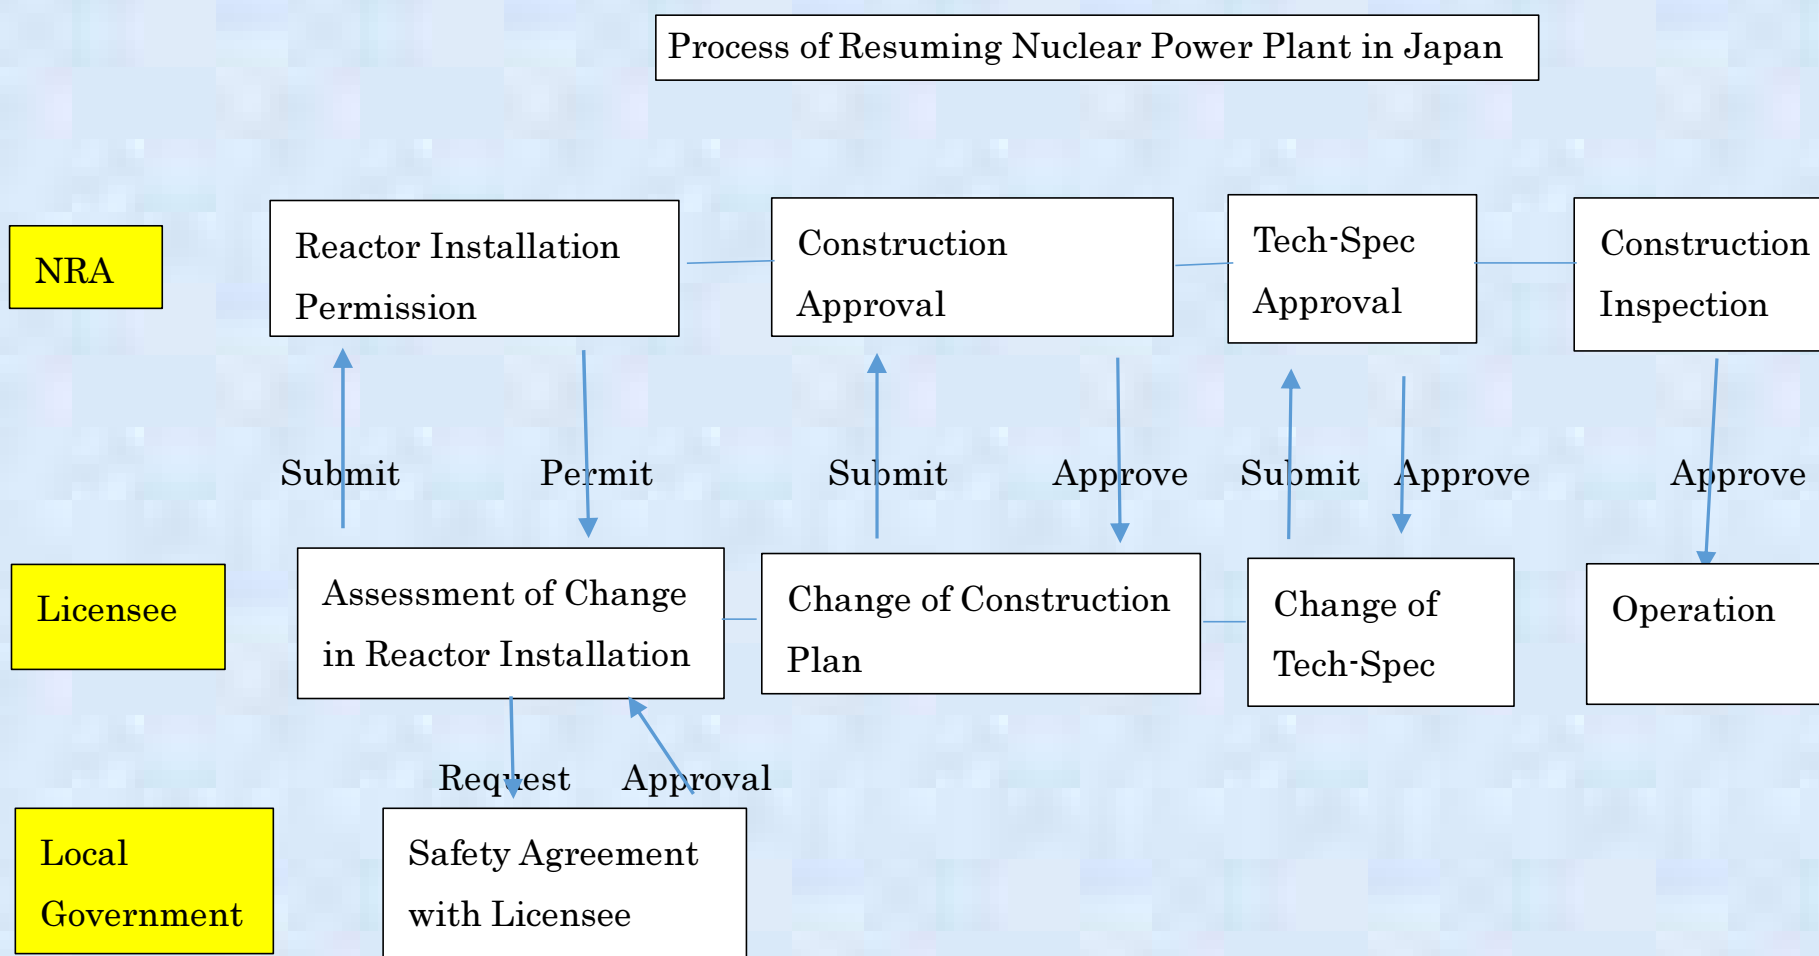 Process of Resuming Nuclear Power Plant in Japan
NRA
Reactor Installation
Permission
Construction
Approval
Tech-Spec
Approval
Construction
Inspection
Submit
Permit
Submit
Approve
Submit
Approve
Approve
Licensee
Assessment of Change
in Reactor Installation
Change of Construction
Plan
Change of
Tech-Spec
Operation
Request
Approval
Local
Government
Safety Agreement
with Licensee